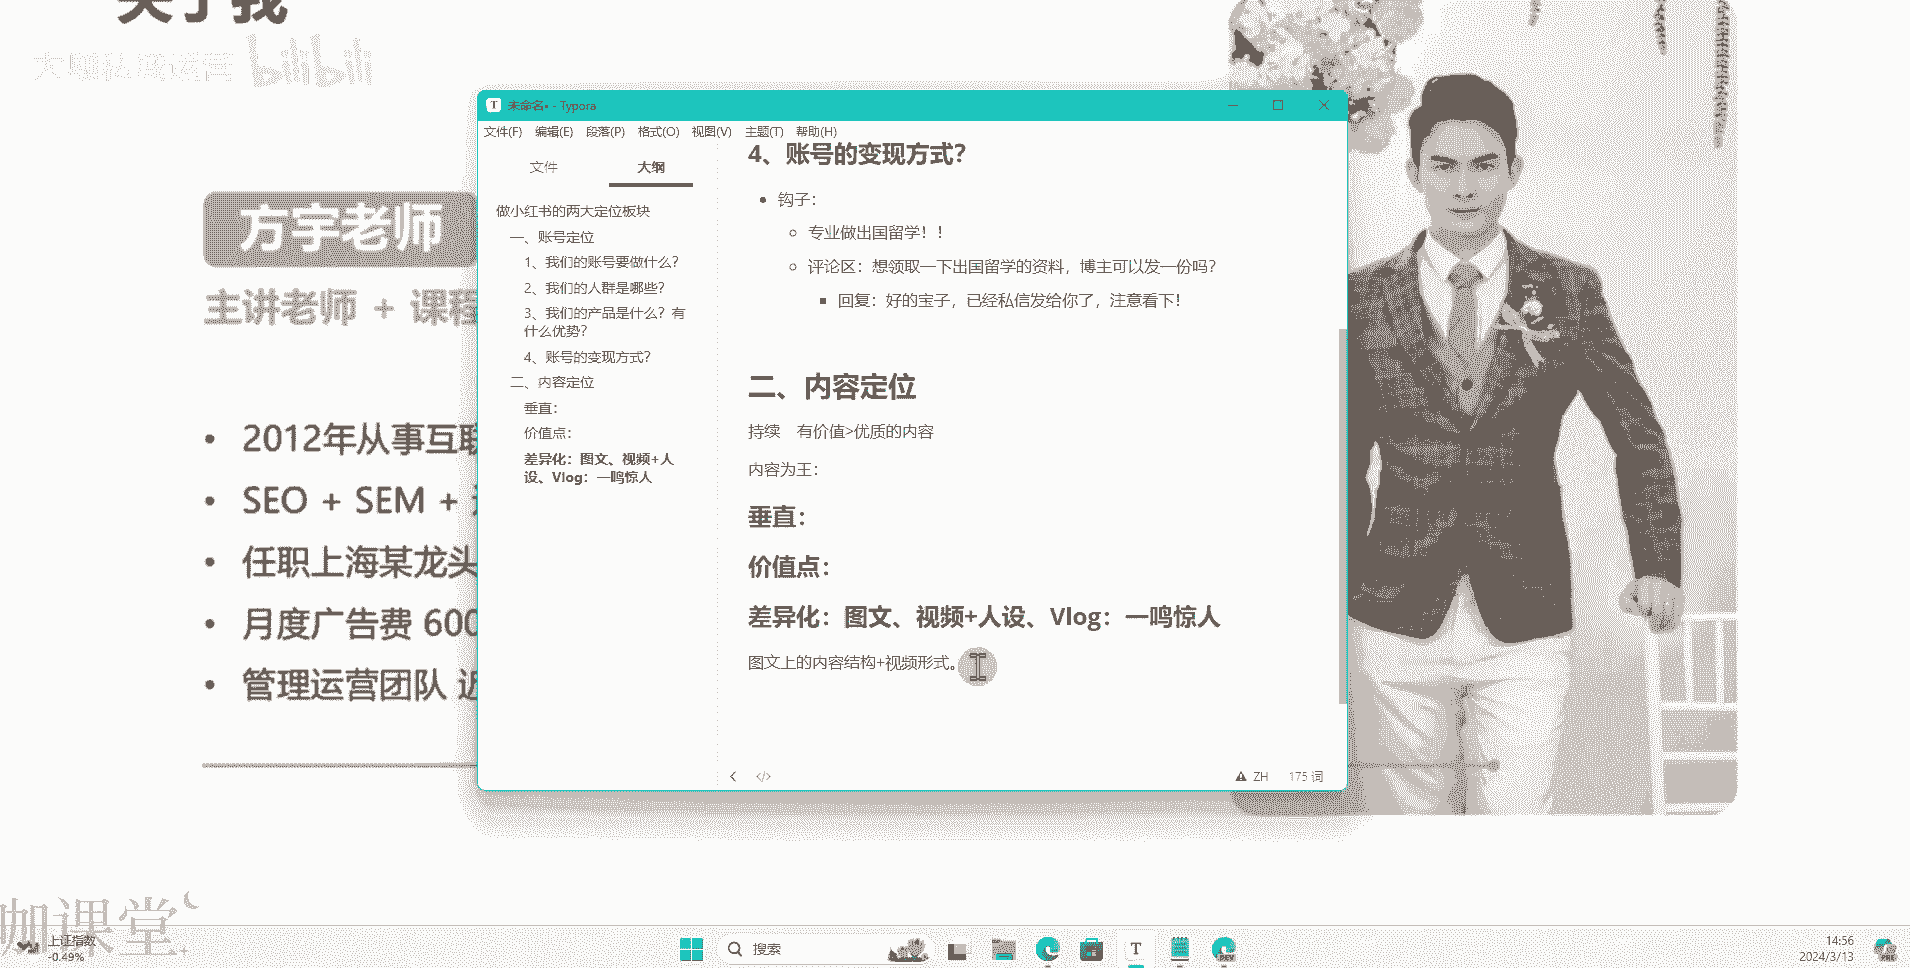 关于我
大咖私域运营 bilibili
方宇老师
主讲老师 + 课程
2012年从事互联
SEO + SEM +
任职上海某龙头
月度广告费 600
管理运营团队 近
未命名• - Typora
文件(F) 编辑(E) 段落(P) 格式(O) 视图(V) 主题(T) 帮助(H)
文件 大纲
做小红书的两大定位板块
一、账号定位
1、我们的账号要做什么？
2、我们的人群是哪些？
3、我们的产品是什么？有
什么优势？
4、账号的变现方式？
二、内容定位
垂直：
价值点：
差异化：图文、视频+人
设、Vlog：一鸣惊人
4、账号的变现方式？
钩子：
专业做出国留学！！
评论区：想领取一下出国留学的资料，博主可以发一份吗？
回复：好的宝子，已经私信发给你了，注意看下！
二、内容定位
持续 有价值>优质的内容
内容为王：
垂直：
价值点：
差异化：图文、视频+人设、Vlog：一鸣惊人
图文上的内容结构+视频形式。
</> ZH 175 词
咖课堂
上证指数
-0.49%
搜索
14:56
2024/3/13